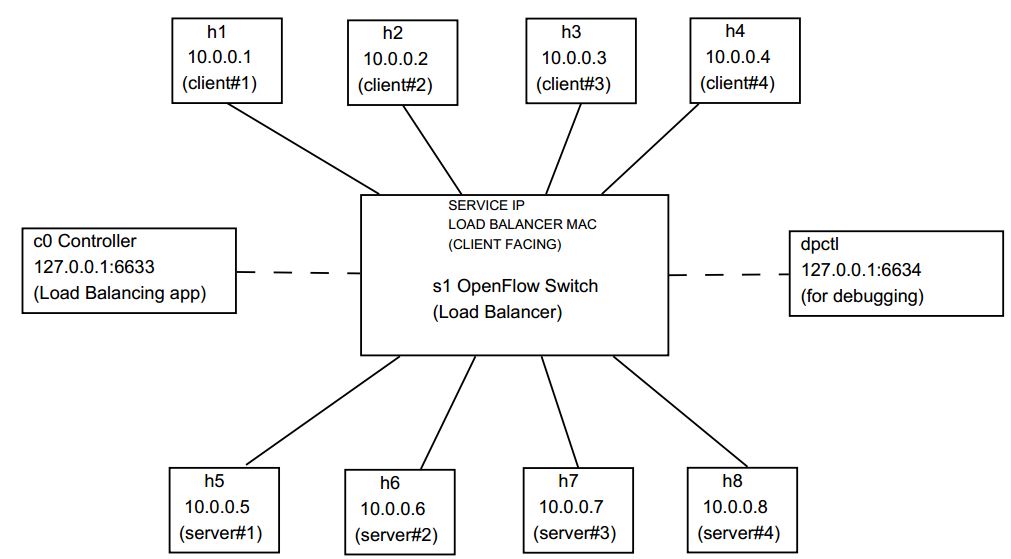 h1
10.0.0.1
(client#1)
h2
10.0.0.2
(client#2)
h3
10.0.0.3
(client#3)
h4
10.0.0.4
(client#4)
SERVICE IP
LOAD BALANCER MAC
(CLIENT FACING)
s1 OpenFlow Switch
(Load Balancer)
c0 Controller
127.0.0.1:6633
(Load Balancing app)
dpctl
127.0.0.1:6634
(for debugging)
h5
10.0.0.5
(server#1)
h6
10.0.0.6
(server#2)
h7
10.0.0.7
(server#3)
h8
10.0.0.8
(server#4)